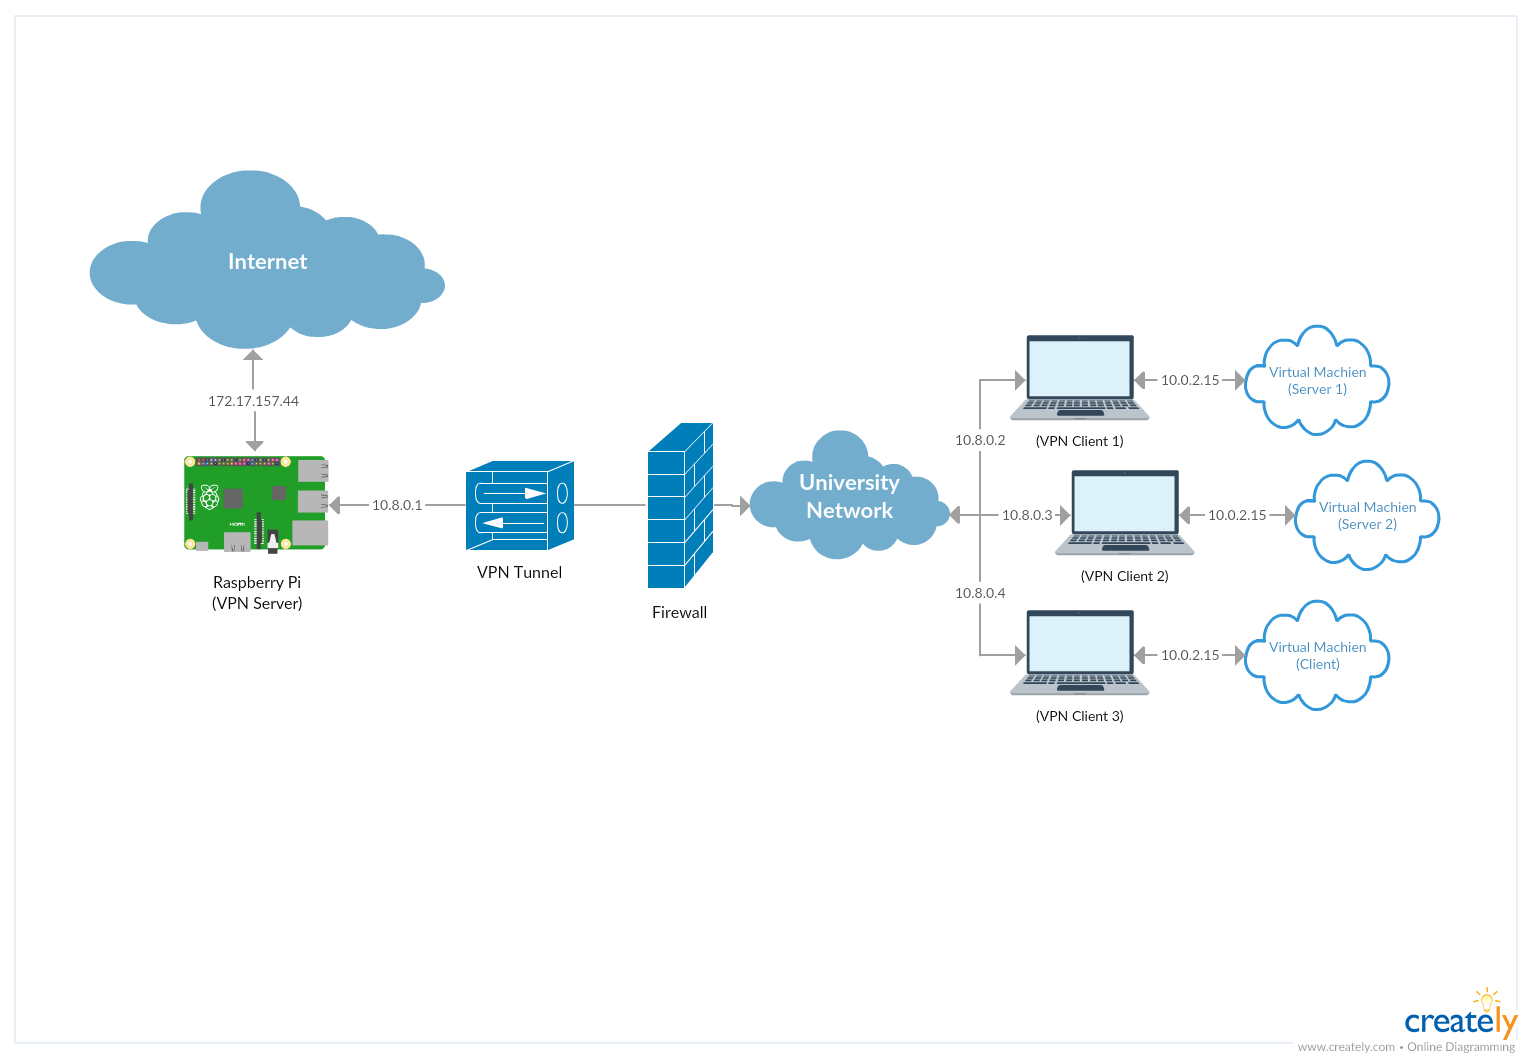 Internet
172.17.157.44
HDMI
Raspberry Pi
(VPN Server)
10.8.0.1
VPN Tunnel
Firewall
University
Network
10.8.0.2
10.8.0.3
10.8.0.4
(VPN Client 1)
10.0.2.15
Virtual Machien
(Server 1)
(VPN Client 2)
10.0.2.15
Virtual Machien
(Server 2)
(VPN Client 3)
10.0.2.15
Virtual Machien
(Client)
creately
www.creately.com • Online Diagramming